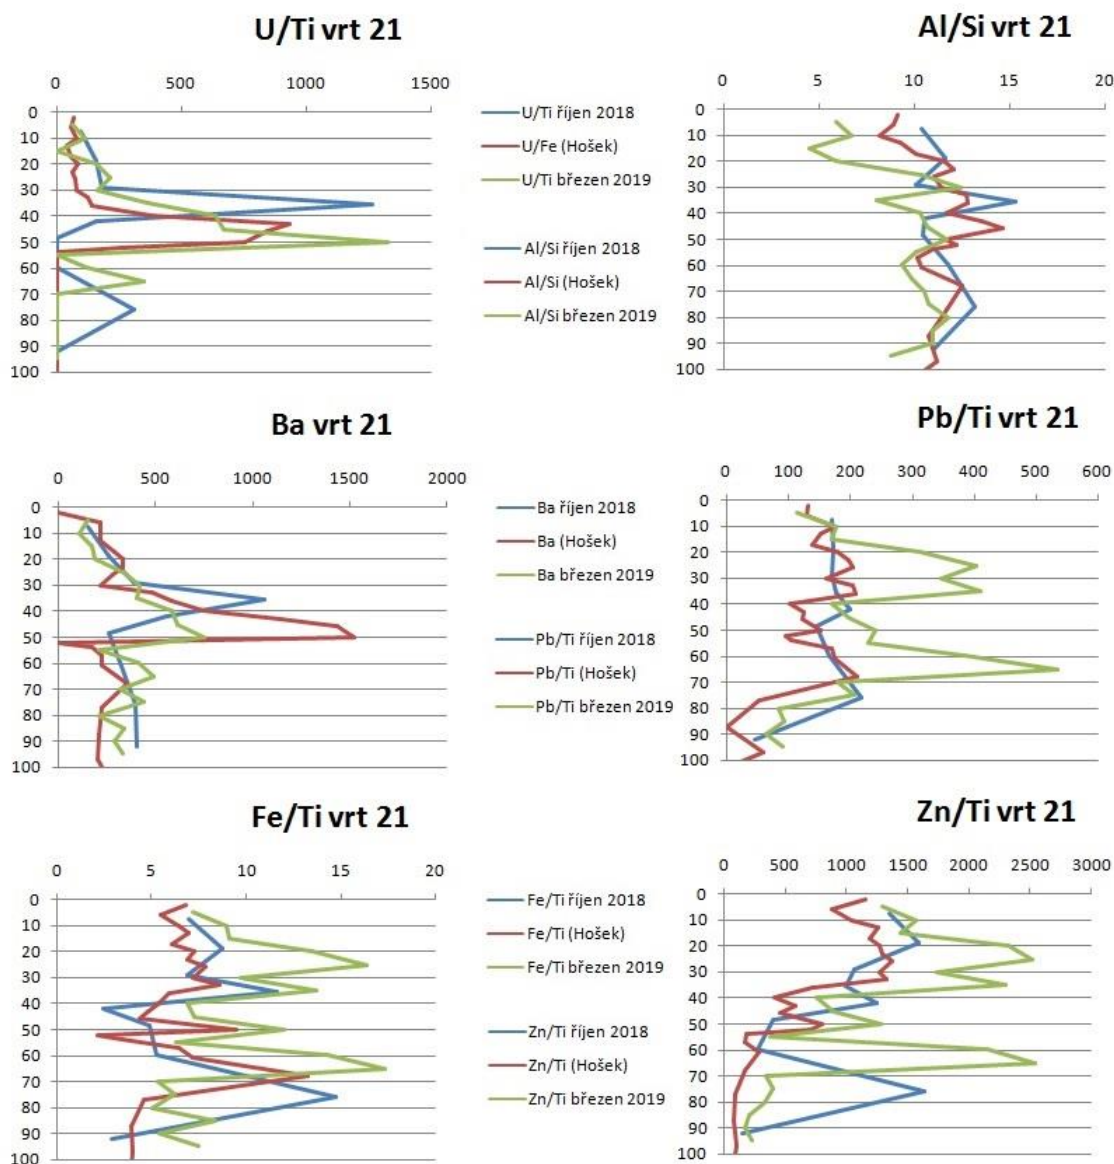 U/Ti vrt 21
0 500 1000 1500
0
10
20
30
40
50
60
70
80
90
100
U/Ti říjen 2018
U/Fe (Hošek)
U/Ti březen 2019
Al/Si vrt 21
0 5 10 15 20
0
10
20
30
40
50
60
70
80
90
100
Al/Si říjen 2018
Al/Si (Hošek)
Al/Si březen 2019
Ba vrt 21
0 500 1000 1500 2000
0
10
20
30
40
50
60
70
80
90
100
Ba říjen 2018
Ba (Hošek)
Ba březen 2019
Pb/Ti vrt 21
0 100 200 300 400 500 600
0
10
20
30
40
50
60
70
80
90
100
Pb/Ti říjen 2018
Pb/Ti (Hošek)
Pb/Ti březen 2019
Fe/Ti vrt 21
0 5 10 15 20
0
10
20
30
40
50
60
70
80
90
100
Fe/Ti říjen 2018
Fe/Ti (Hošek)
Fe/Ti březen 2019
Zn/Ti vrt 21
0 500 1000 1500 2000 2500 3000
0
10
20
30
40
50
60
70
80
90
100
Zn/Ti říjen 2018
Zn/Ti (Hošek)
Zn/Ti březen 2019